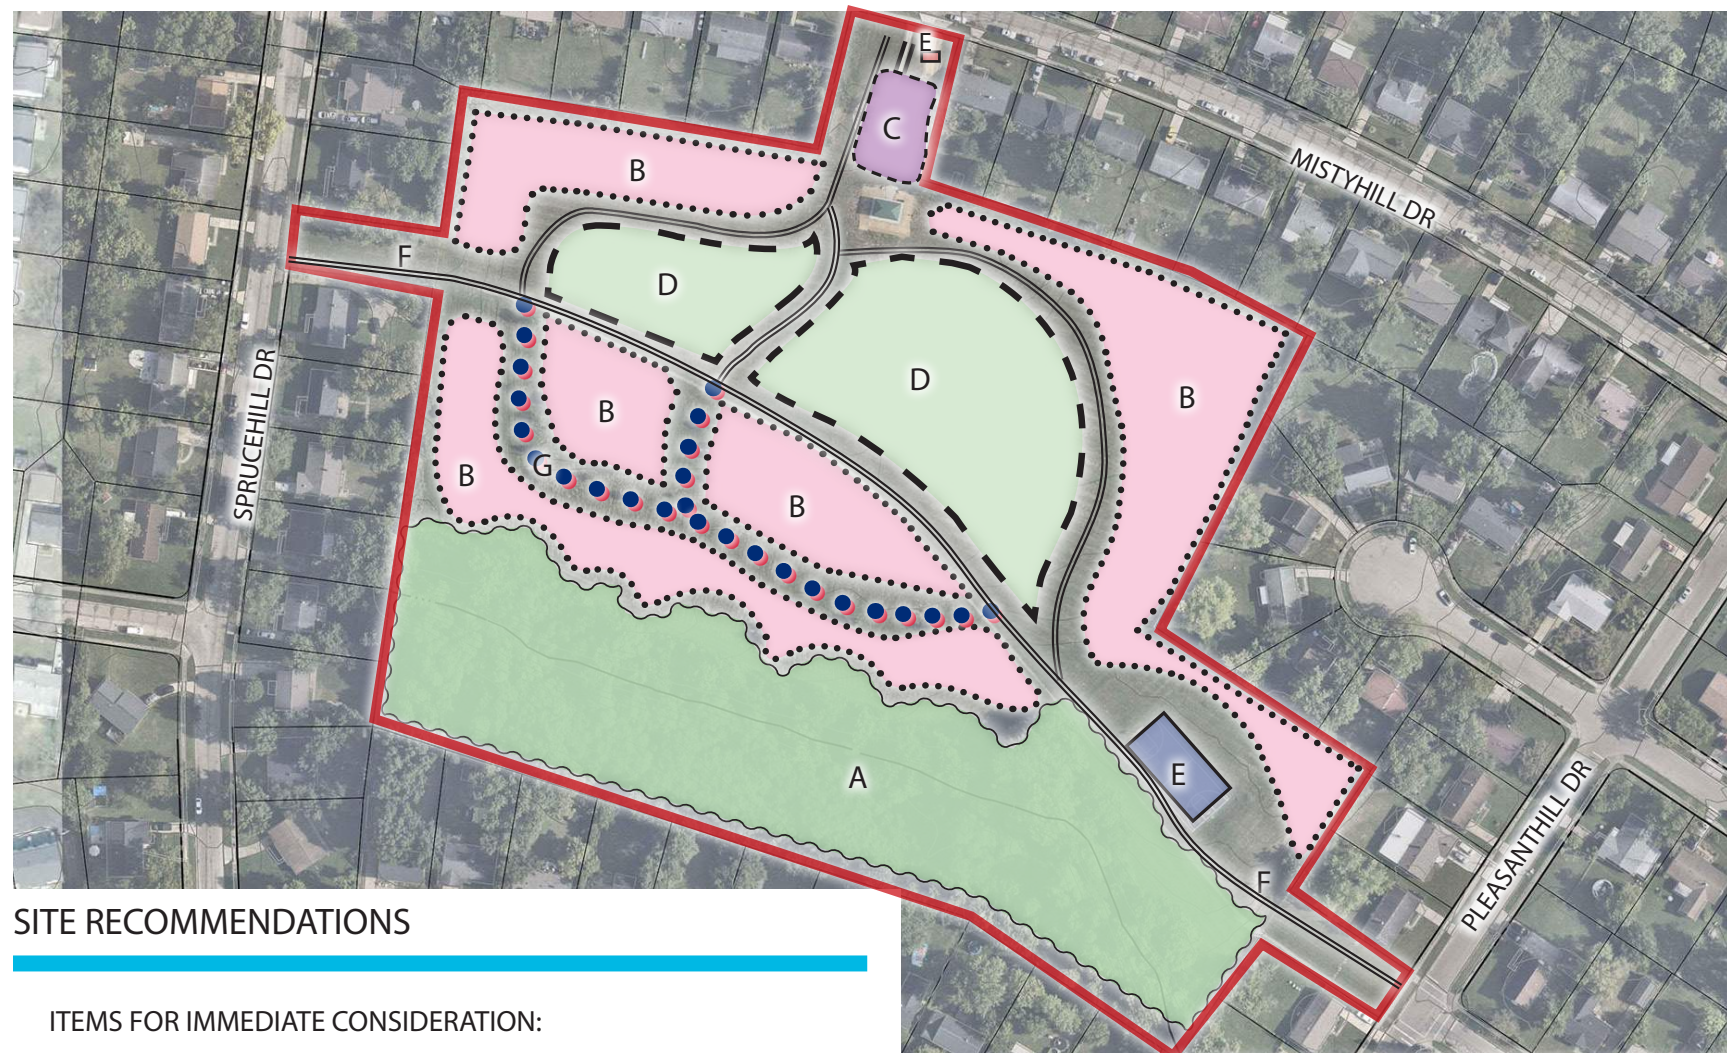 E
C
MISTYHILL DR
B
F
D
D
B
B
SPRUCEHILL DR
B
G
B
A
E
PLEASANTHILL DR
F
SITE RECOMMENDATIONS
ITEMS FOR IMMEDIATE CONSIDERATION: